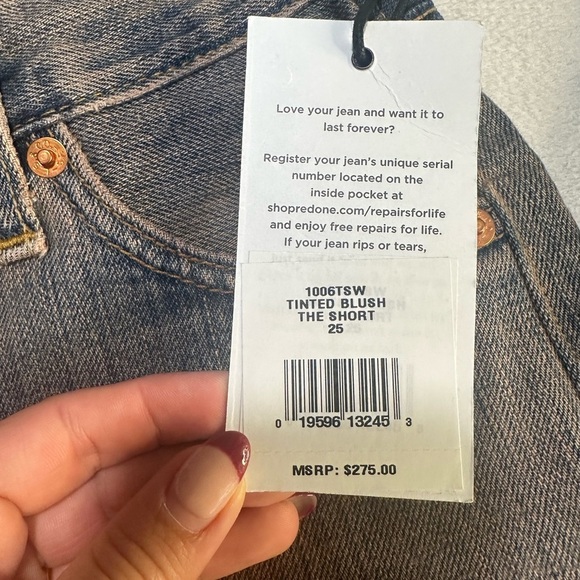 Love your jean and want it to
last forever?
Register your jean's unique serial
number located on the
inside pocket at
shopredone.com/repairsforlife
and enjoy free repairs for life.
If your jean rips or tears,
1006TSW
TINTED BLUSH
THE SHORT
25
0 19596 13245 3
MSRP: $275.00